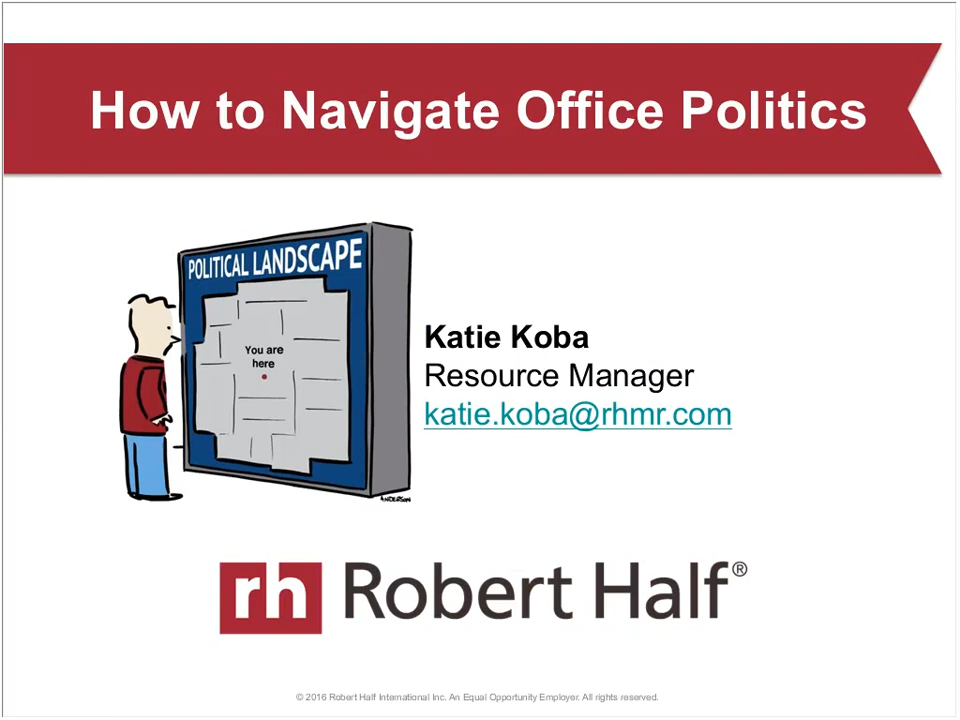 How to Navigate Office Politics
POLITICAL LANDSCAPE
You are
here
ANDERSON
Katie Koba
Resource Manager
katie.koba@rhmr.com
rh Robert Half®
© 2016 Robert Half International Inc. An Equal Opportunity Employer. All rights reserved.